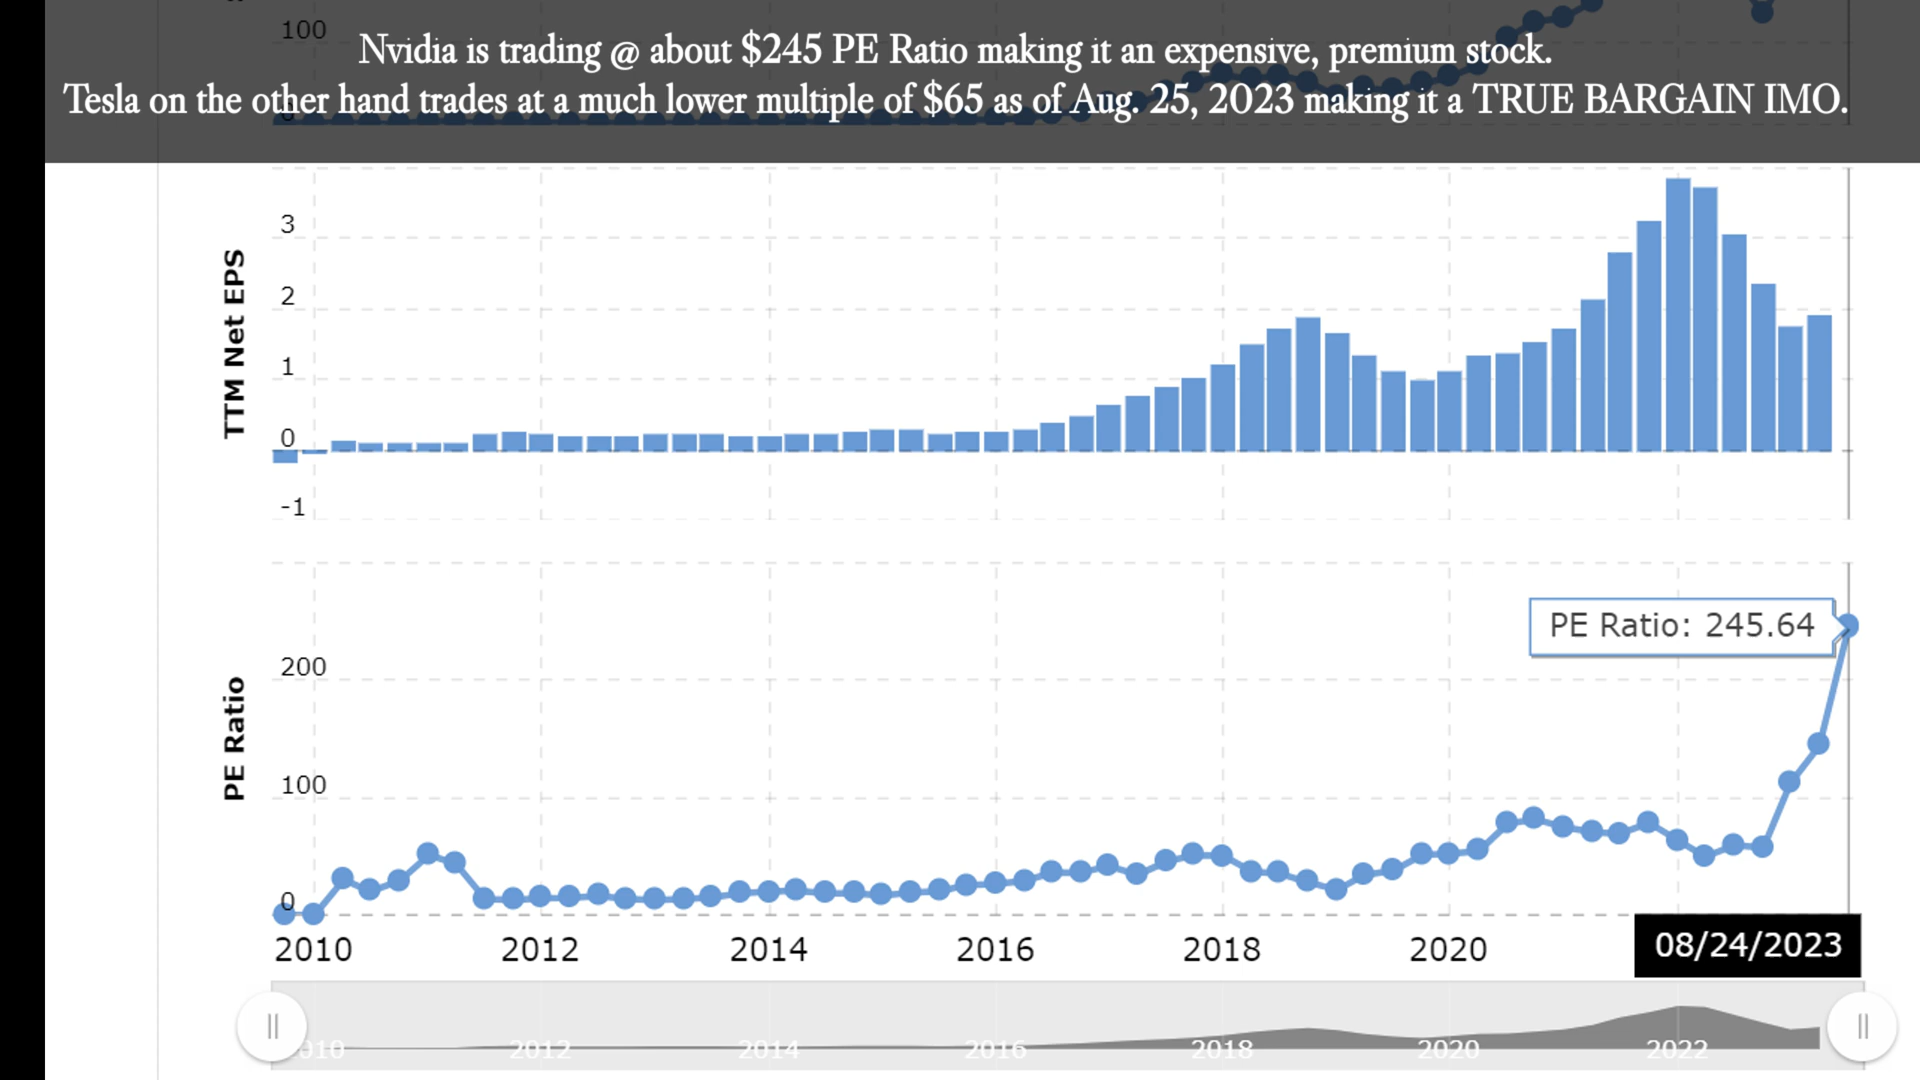 100
Nvidia is trading @ about $245 PE Ratio making it an expensive, premium stock.
Tesla on the other hand trades at a much lower multiple of $65 as of Aug. 25, 2023 making it a TRUE BARGAIN IMO.
0
TTM Net EPS
3
2
1
0
-1
PE Ratio
PE Ratio: 245.64
200
100
0
2010 2012 2014 2016 2018 2020 08/24/2023
010 2012 2014 2016 2018 2020 2022